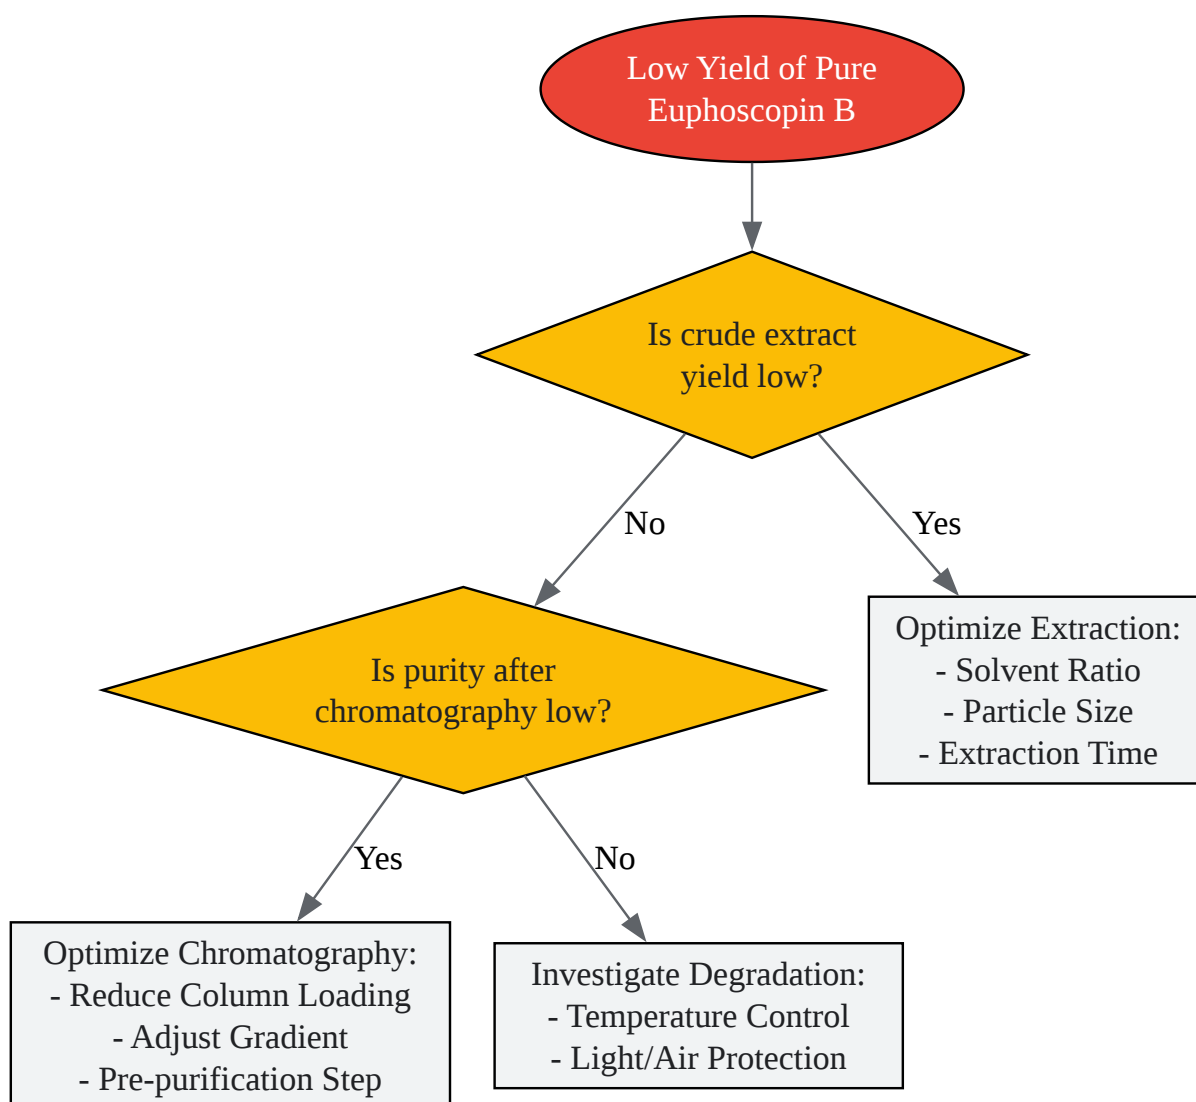 Low Yield of Pure
Euphoscopin B
Is crude extract
yield low?
No
Yes
Is purity after
chromatography low?
Optimize Extraction:
- Solvent Ratio
- Particle Size
- Extraction Time
Yes
No
Optimize Chromatography:
- Reduce Column Loading
- Adjust Gradient
- Pre-purification Step
Investigate Degradation:
- Temperature Control
- Light/Air Protection